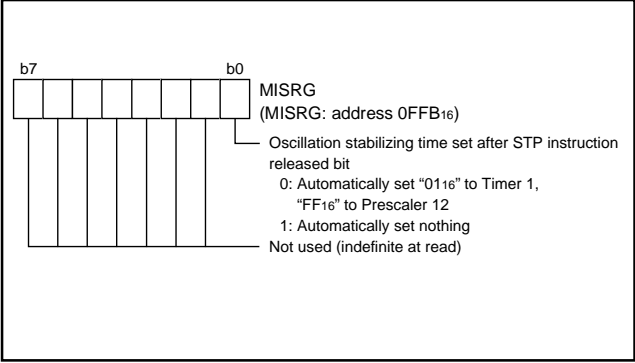 b7 b0
MISRG
(MISRG: address 0FFB16)
Oscillation stabilizing time set after STP instruction
released bit
0: Automatically set “0116” to Timer 1,
“FF16” to Prescaler 12
1: Automatically set nothing
Not used (indefinite at read)